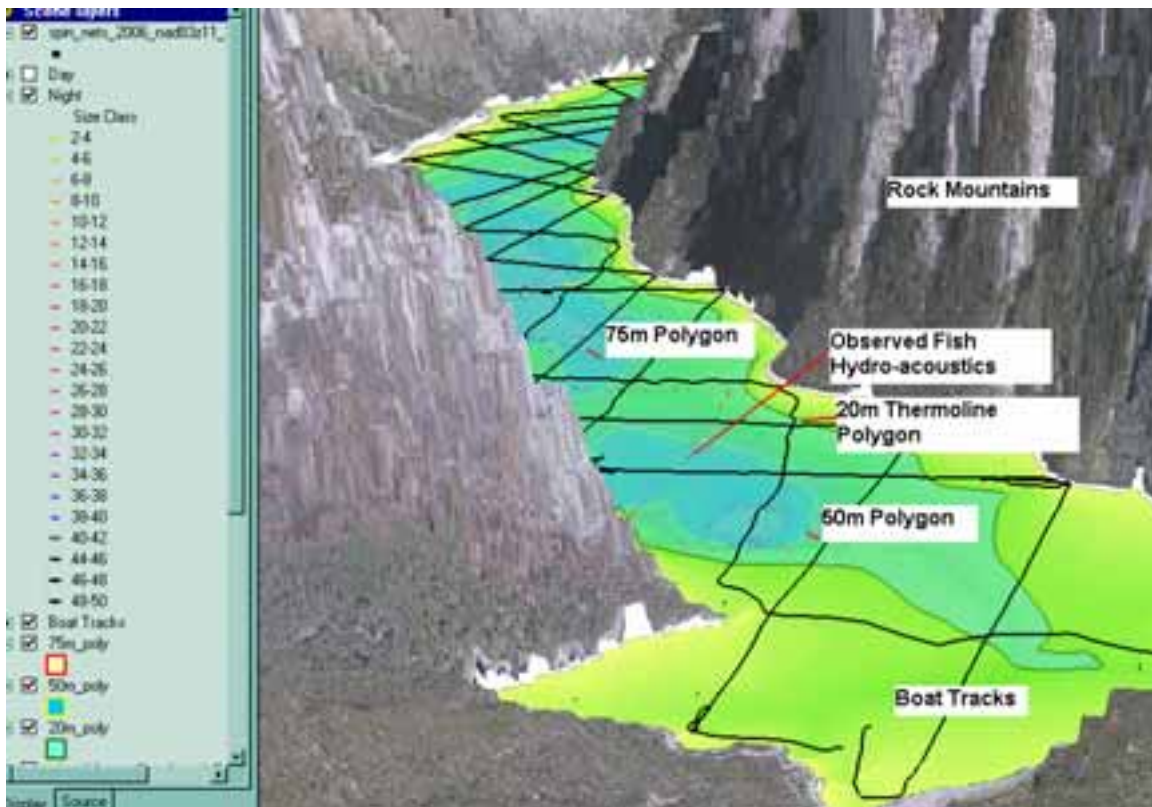 Scene layers
spin_nets_2006_nad83z11_
Day
Night
Size Class
2-4
4-6
6-8
8-10
10-12
12-14
14-16
16-18
18-20
20-22
22-24
24-26
26-28
28-30
30-32
32-34
34-36
36-38
38-40
40-42
44-46
46-48
48-50
Boat Tracks
75m_poly
50m_poly
20m_poly
Display
Source
Rock Mountains
75m Polygon
Observed Fish
Hydro-acoustics
20m Thermoline
Polygon
50m Polygon
Boat Tracks